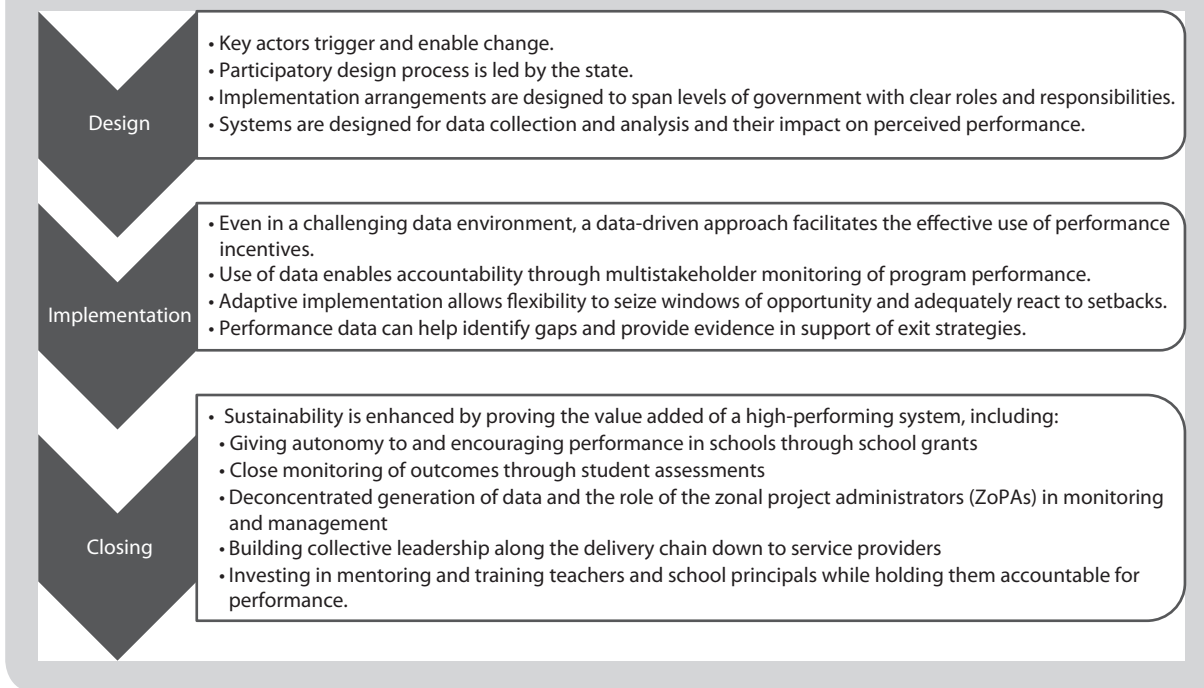 Design
• Key actors trigger and enable change.
• Participatory design process is led by the state.
• Implementation arrangements are designed to span levels of government with clear roles and responsibilities.
• Systems are designed for data collection and analysis and their impact on perceived performance.
Implementation
• Even in a challenging data environment, a data-driven approach facilitates the effective use of performance
incentives.
• Use of data enables accountability through multistakeholder monitoring of program performance.
• Adaptive implementation allows flexibility to seize windows of opportunity and adequately react to setbacks.
• Performance data can help identify gaps and provide evidence in support of exit strategies.
Closing
• Sustainability is enhanced by proving the value added of a high-performing system, including:
• Giving autonomy to and encouraging performance in schools through school grants
• Close monitoring of outcomes through student assessments
• Deconcentrated generation of data and the role of the zonal project administrators (ZoPAs) in monitoring
and management
• Building collective leadership along the delivery chain down to service providers
• Investing in mentoring and training teachers and school principals while holding them accountable for
performance.